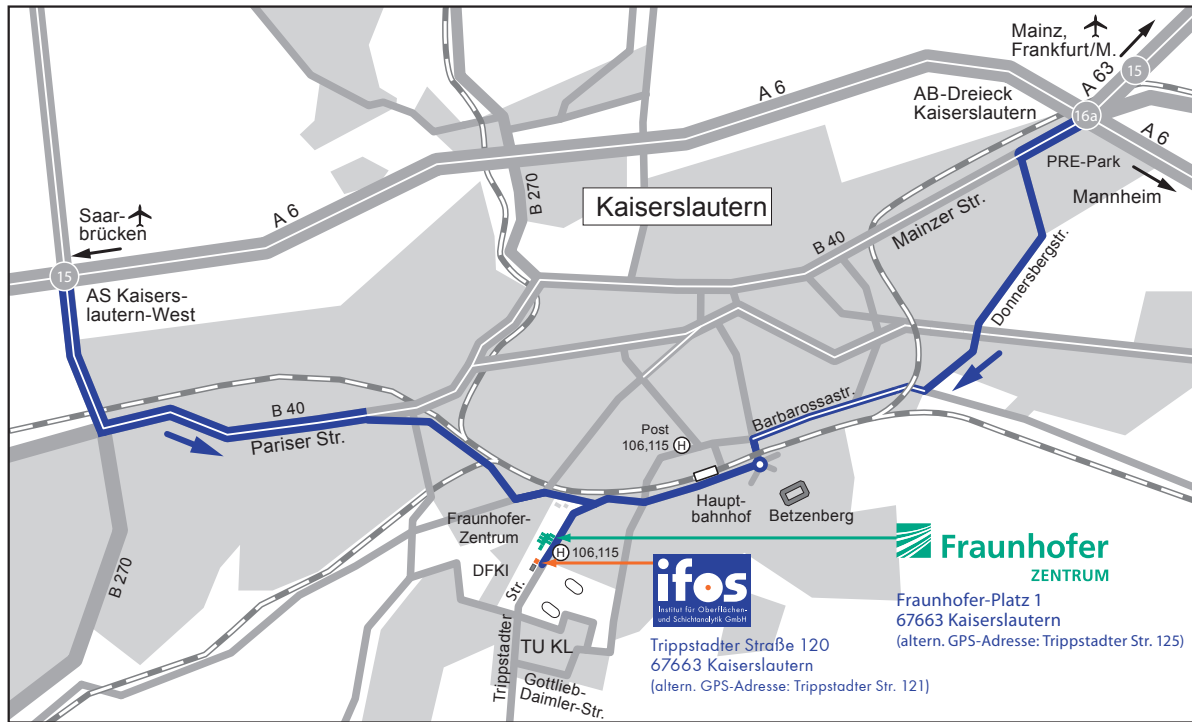 Mainz,
Frankfurt/M.
A 63
15
A 6
AB-Dreieck
Kaiserslautern
16a
A 6
PRE-Park
Mannheim
B 270
Kaiserslautern
Saar-
brücken
A 6
Mainzer Str.
B 40
15
AS Kaisers-
lautern-West
Donnersbergstr.
B 40
Pariser Str.
Barbarossastr.
Post
106,115 H
Haupt-
bahnhof
Betzenberg
Fraunhofer-
Zentrum
H 106,115
DFKI
B 270
Trippstadter Str.
TU KL
Gottlieb-
Daimler-Str.
ifos
Institut für Oberflächen-
und Schichtanalytik GmbH
Trippstadter Straße 120
67663 Kaiserslautern
(altern. GPS-Adresse: Trippstadter Str. 121)
Fraunhofer
ZENTRUM
Fraunhofer-Platz 1
67663 Kaiserslautern
(altern. GPS-Adresse: Trippstadter Str. 125)